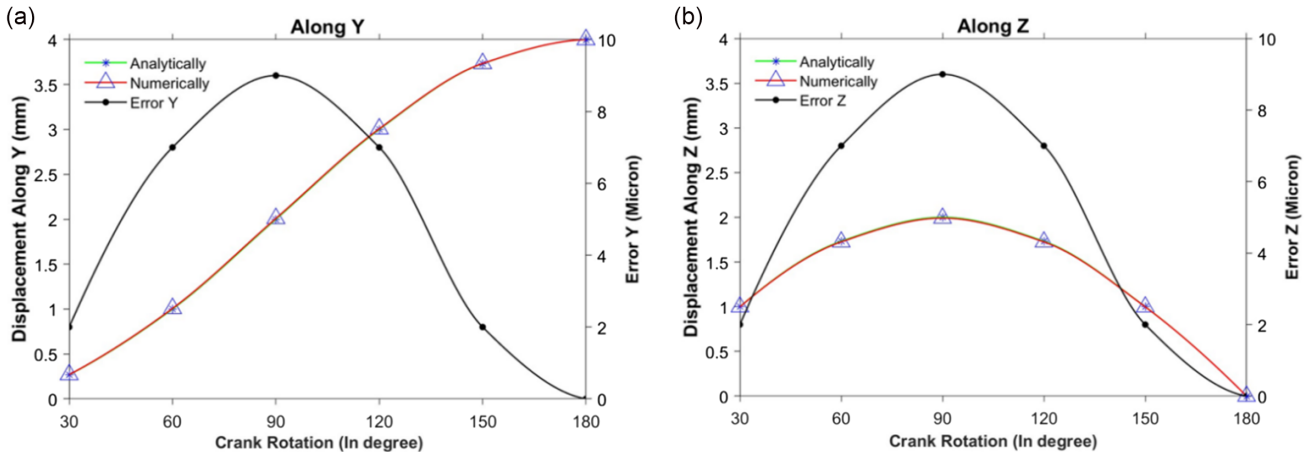 (a)
Along Y
4
3.5
3
2.5
2
1.5
1
0.5
0
Displacement Along Y (mm)
Analytically
Numerically
Error Y
10
8
6
4
2
0
Error Y (Micron)
30 60 90 120 150 180
Crank Rotation (In degree)
(b)
Along Z
4
3.5
3
2.5
2
1.5
1
0.5
0
Displacement Along Z (mm)
Analytically
Numerically
Error Z
10
8
6
4
2
0
Error Z (Micron)
30 60 90 120 150 180
Crank Rotation (In degree)